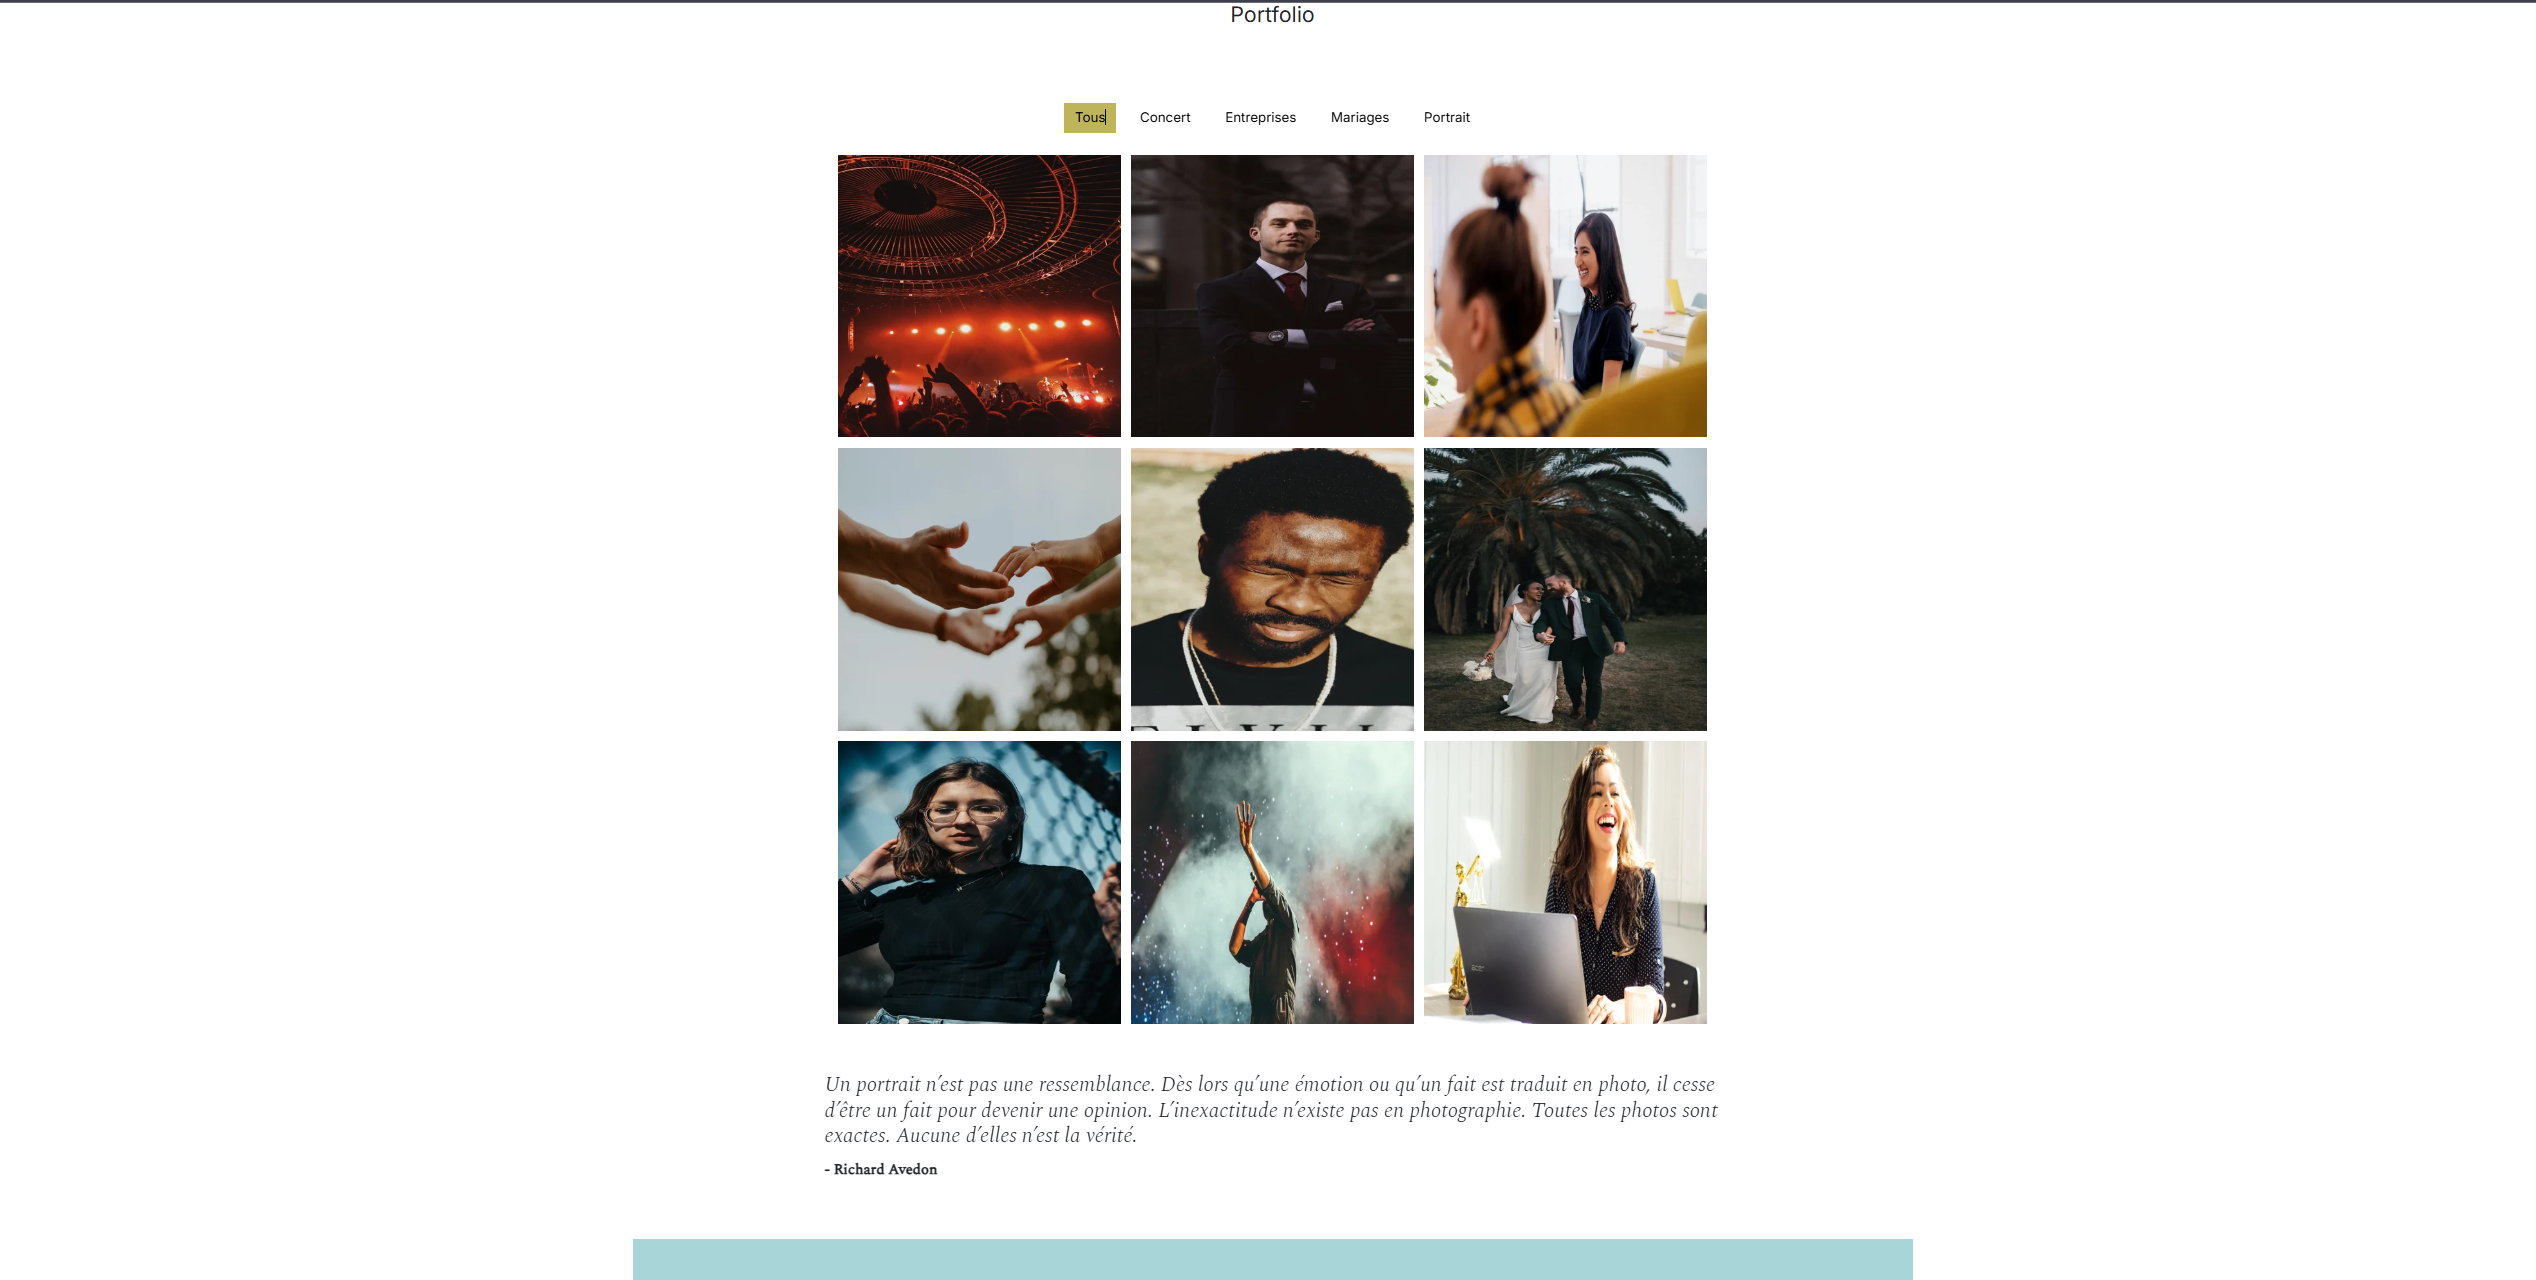 Portfolio
Tous
Concert
Entreprises
Mariages
Portrait
Un portrait n’est pas une ressemblance. Dès lors qu’une émotion ou qu’un fait est traduit en photo, il cesse
d’être un fait pour devenir une opinion. L’inexactitude n’existe pas en photographie. Toutes les photos sont
exactes. Aucune d’elles n’est la vérité.
- Richard Avedon